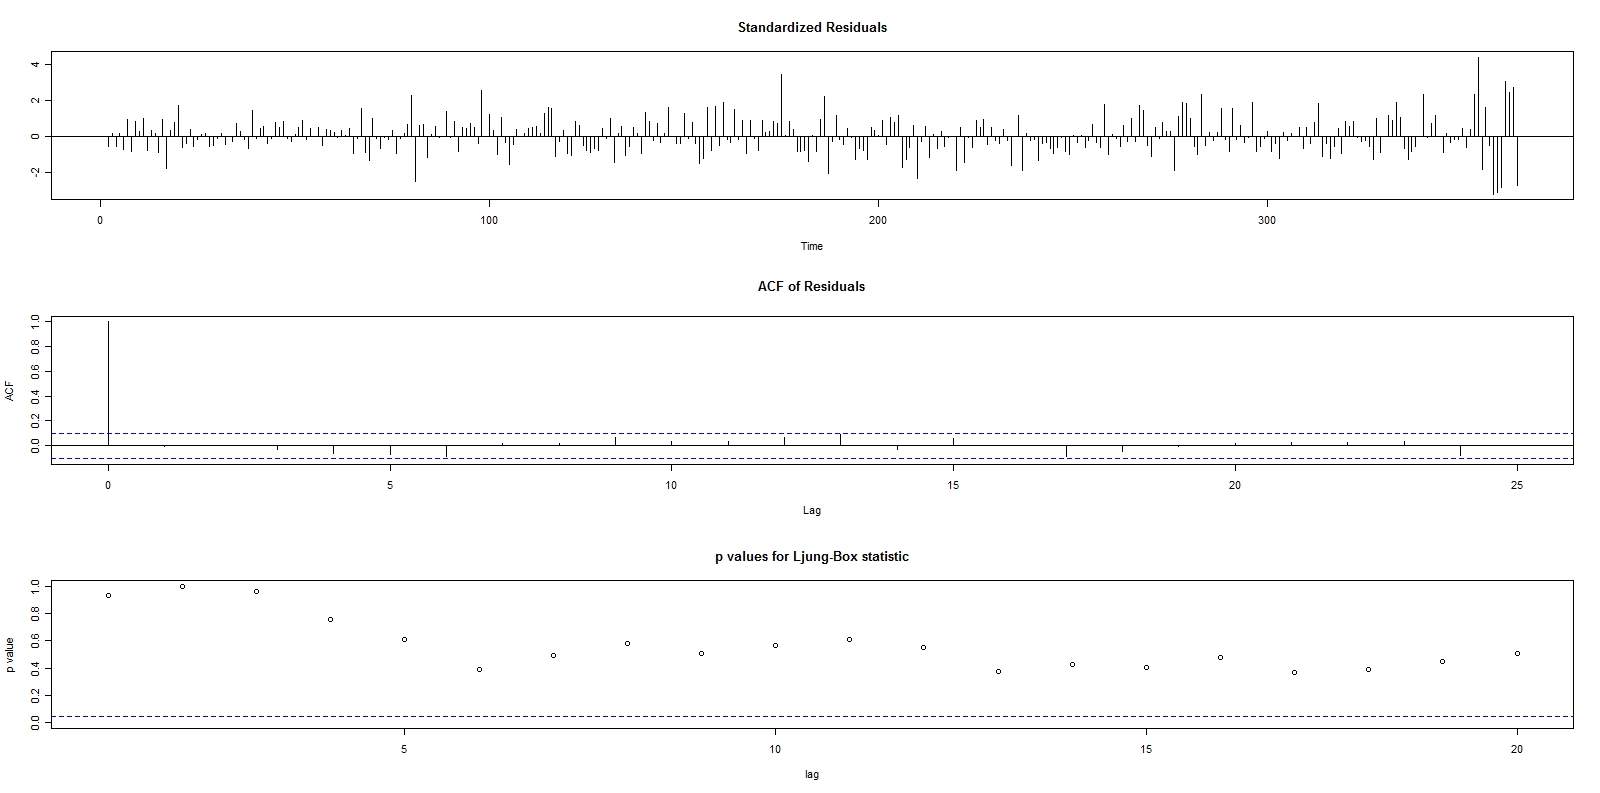 Standardized Residuals
4
2
0
-2
0 100 200 300
Time
ACF of Residuals
ACF
1.0
0.8
0.6
0.4
0.2
0.0
0 5 10 15 20 25
Lag
p values for Ljung-Box statistic
p value
1.0
0.8
0.6
0.4
0.2
0.0
5 10 15 20
lag